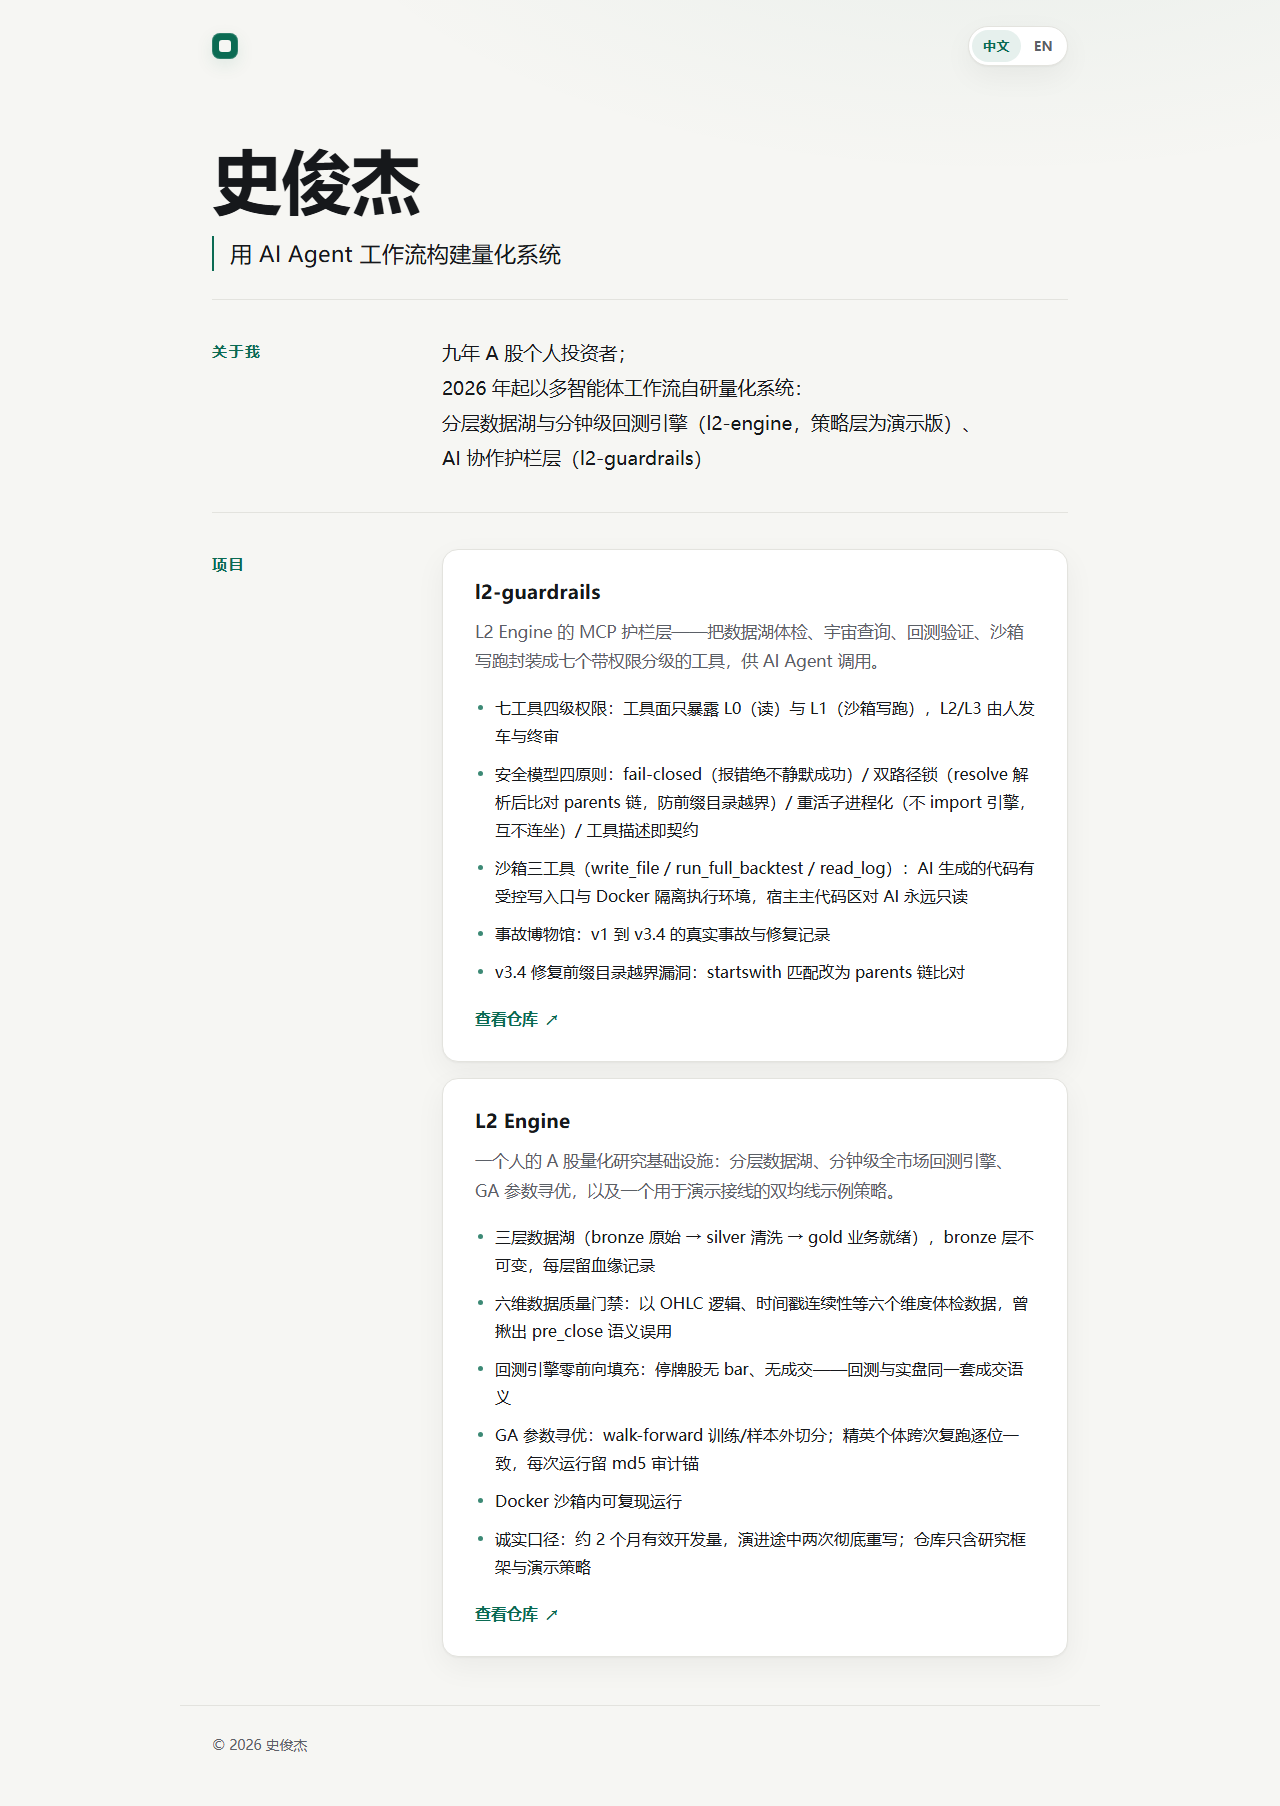 中文 EN
史俊杰
用 AI Agent 工作流构建量化系统
关于我
九年 A 股个人投资者；
2026 年起以多智能体工作流自研量化系统：
分层数据湖与分钟级回测引擎（l2-engine，策略层为演示版）、
AI 协作护栏层（l2-guardrails）
项目
l2-guardrails
L2 Engine 的 MCP 护栏层——把数据湖体检、宇宙查询、回测验证、沙箱
写跑封装成七个带权限分级的工具，供 AI Agent 调用。
• 七工具四级权限：工具面只暴露 L0（读）与 L1（沙箱写跑），L2/L3 由人发
车与终审
• 安全模型四原则：fail-closed（报错绝不静默成功）/ 双路径锁（resolve 解
析后比对 parents 链，防前缀目录越界）/ 重活子进程化（不 import 引擎，
互不连坐）/ 工具描述即契约
• 沙箱三工具（write_file / run_full_backtest / read_log）：AI 生成的代码有
受控写入口与 Docker 隔离执行环境，宿主主代码区对 AI 永远只读
• 事故博物馆：v1 到 v3.4 的真实事故与修复记录
• v3.4 修复前缀目录越界漏洞：startswith 匹配改为 parents 链比对
查看仓库 ↗
L2 Engine
一个人的 A 股量化研究基础设施：分层数据湖、分钟级全市场回测引擎、
GA 参数寻优，以及一个用于演示接线的双均线示例策略。
• 三层数据湖（bronze 原始 → silver 清洗 → gold 业务就绪），bronze 层不
可变，每层留血缘记录
• 六维数据质量门禁：以 OHLC 逻辑、时间戳连续性等六个维度体检数据，曾
揪出 pre_close 语义误用
• 回测引擎零前向填充：停牌股无 bar、无成交——回测与实盘同一套成交语
义
• GA 参数寻优：walk-forward 训练/样本外切分；精英个体跨次复跑逐位一
致，每次运行留 md5 审计锚
• Docker 沙箱内可复现运行
• 诚实口径：约 2 个月有效开发量，演进途中两次彻底重写；仓库只含研究框
架与演示策略
查看仓库 ↗
© 2026 史俊杰